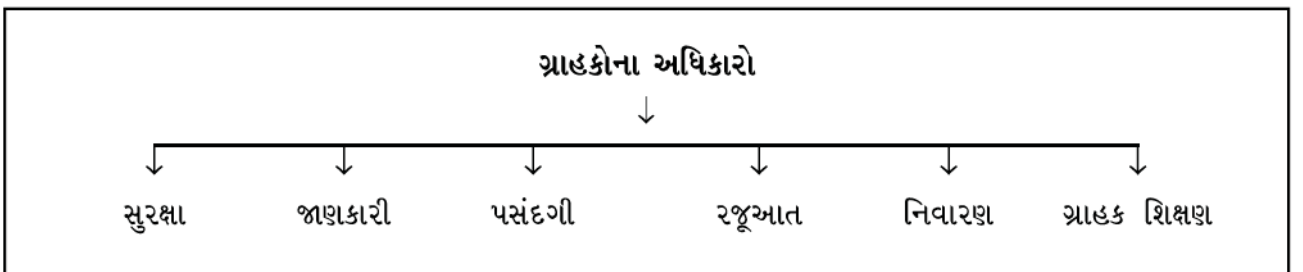 ગ્રાહકોના અધિકારો
સુરક્ષા જાણકારી પસંદગી રજૂઆત નિવારણ ગ્રાહક શિક્ષણ